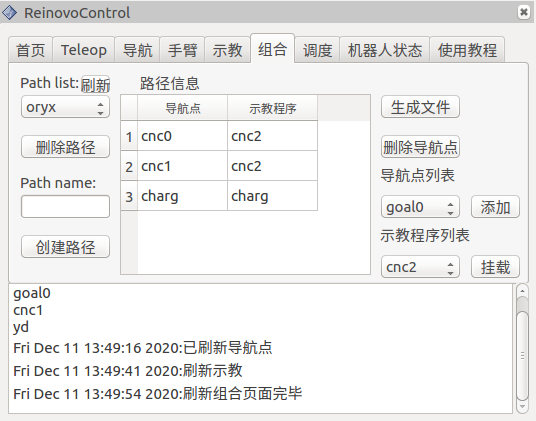 ReinovoControl
首页 Teleop 导航 手臂 示教 组合 调度 机器人状态 使用教程
Path list: 刷新 路径信息
oryx 导航点 示教程序 生成文件
1 cnc0 cnc2
删除路径 删除导航点
2 cnc1 cnc2
导航点列表
Path name:
3 charg charg
goal0 添加
示教程序列表
创建路径
cnc2 挂载
goal0
cnc1
yd
Fri Dec 11 13:49:16 2020:已刷新导航点
Fri Dec 11 13:49:41 2020:刷新示教
Fri Dec 11 13:49:54 2020:刷新组合页面完毕